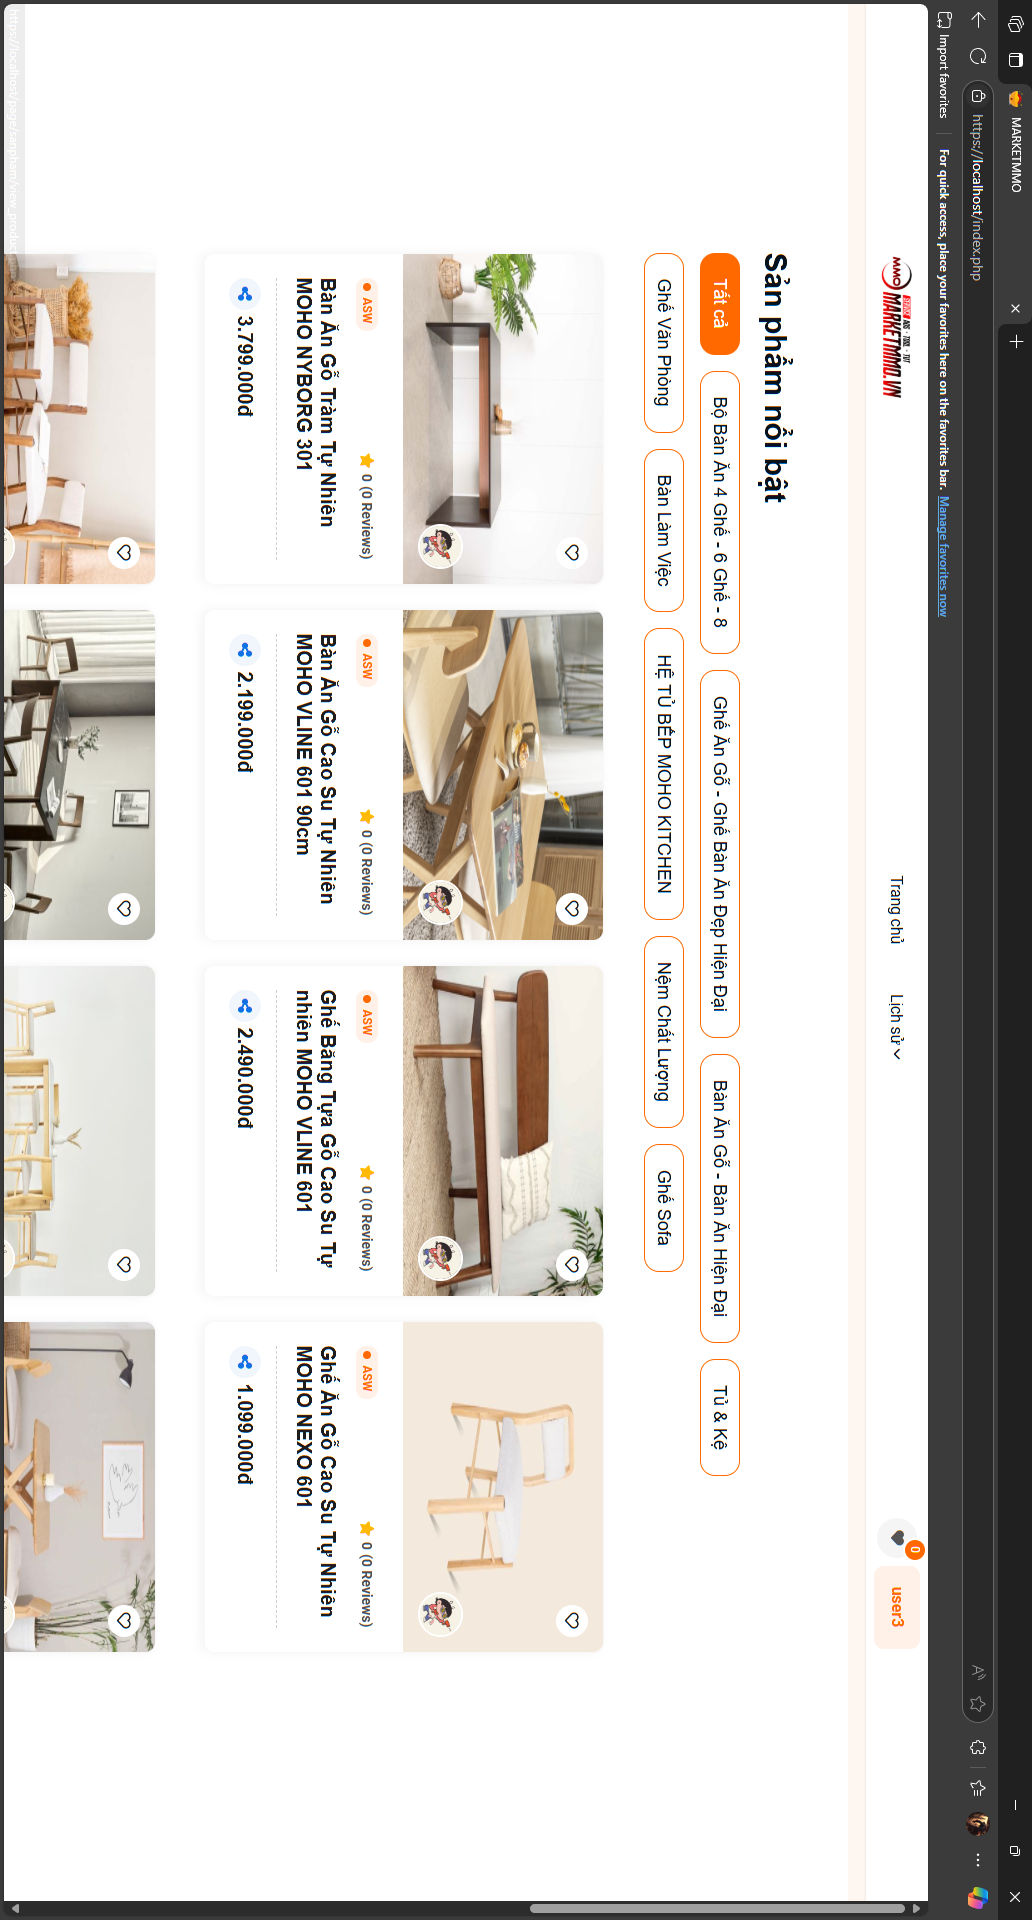 MARKETMMO
https://localhost/index.php
Import favorites
For quick access, place your favorites here on the favorites bar. Manage favorites now
MMO MARKETMMO.VN
Trang chủ
Lịch sử
0
user3
Sản phẩm nổi bật
Tất cả
Bộ Bàn Ăn 4 Ghế - 6 Ghế - 8
Ghế Ăn Gỗ - Ghế Bàn Ăn Đẹp Hiện Đại
Bàn Ăn Gỗ - Bàn Ăn Hiện Đại
Tủ & Kệ
Ghế Văn Phòng
Bàn Làm Việc
HỆ TỦ BẾP MOHO KITCHEN
Nệm Chất Lượng
Ghế Sofa
ASW
0 (0 Reviews)
Bàn Ăn Gỗ Tràm Tự Nhiên
MOHO NYBORG 301
3.799.000đ
ASW
0 (0 Reviews)
Bàn Ăn Gỗ Cao Su Tự Nhiên
MOHO VLINE 601 90cm
2.199.000đ
ASW
0 (0 Reviews)
Ghế Băng Tựa Gỗ Cao Su Tự
nhiên MOHO VLINE 601
2.490.000đ
ASW
0 (0 Reviews)
Ghế Ăn Gỗ Cao Su Tự Nhiên
MOHO NEXO 601
1.099.000đ
https://localhost/page/sanpham/view_produc